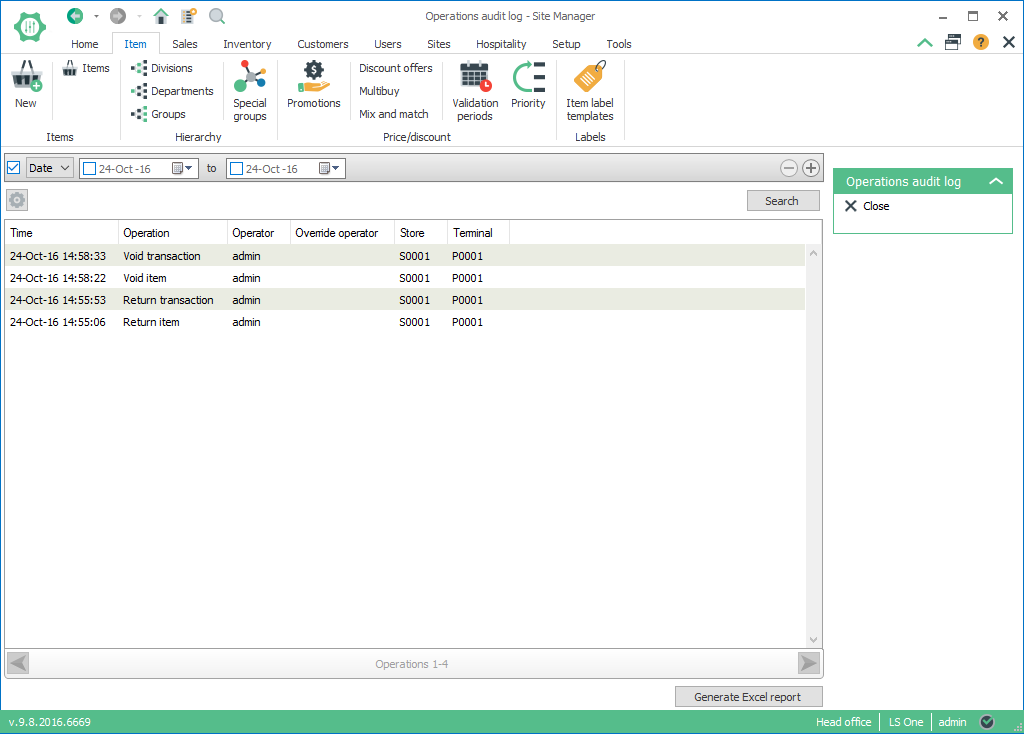 Operations audit log - Site Manager
Home Item Sales Inventory Customers Users Sites Hospitality Setup Tools
New
Items
Items
Divisions
Departments
Groups
Special
groups
Hierarchy
Promotions
Discount offers
Multibuy
Mix and match
Validation
periods
Priority
Price/discount
Item label
templates
Labels
Date 24-Oct -16 to 24-Oct -16
Search
Time Operation Operator Override operator Store Terminal
24-Oct-16 14:58:33 Void transaction admin S0001 P0001
24-Oct-16 14:58:22 Void item admin S0001 P0001
24-Oct-16 14:55:53 Return transaction admin S0001 P0001
24-Oct-16 14:55:06 Return item admin S0001 P0001
Operations 1-4
Generate Excel report
Operations audit log
Close
v.9.8.2016.6669 Head office LS One admin